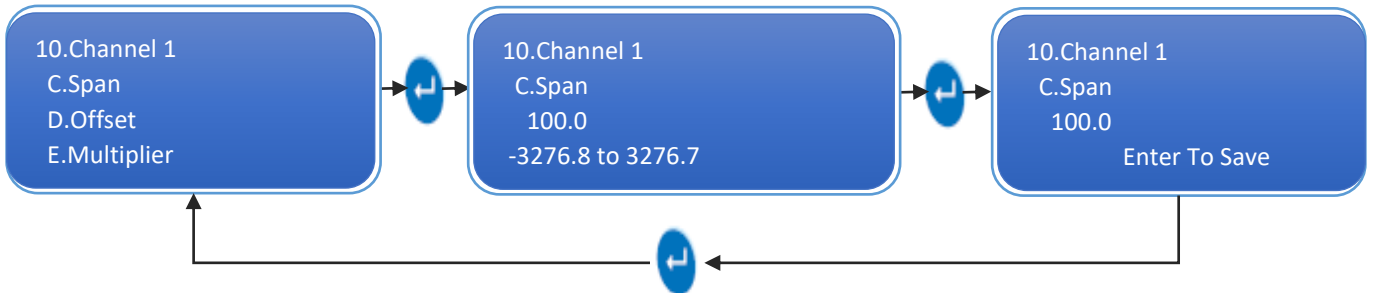 10.Channel 1
C.Span
D.Offset
E.Multiplier
10.Channel 1
C.Span
100.0
-3276.8 to 3276.7
10.Channel 1
C.Span
100.0
Enter To Save